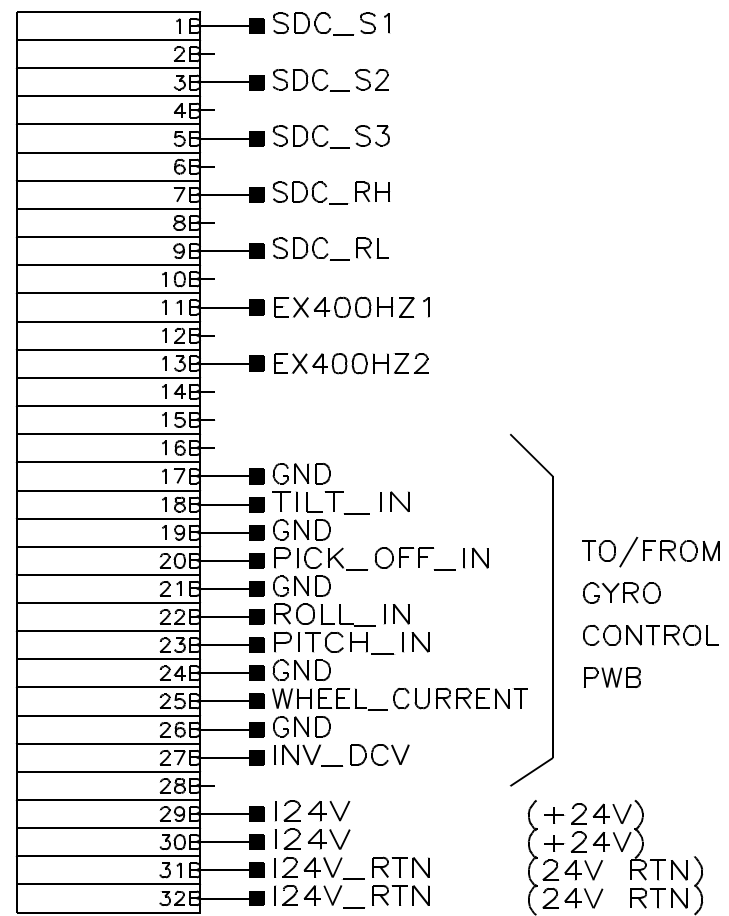 1B SDC_S1
2B
3B SDC_S2
4B
5B SDC_S3
6B
7B SDC_RH
8B
9B SDC_RL
10B
11B EX400HZ1
12B
13B EX400HZ2
14B
15B
16B
17B GND
18B TILT_IN
19B GND
20B PICK_OFF_IN
21B GND
22B ROLL_IN
23B PITCH_IN
24B GND
25B WHEEL_CURRENT
26B GND
27B INV_DCV
28B
TO/FROM
GYRO
CONTROL
PWB
29B I24V (+24V)
30B I24V (+24V)
31B I24V_RTN (24V RTN)
32B I24V_RTN (24V RTN)